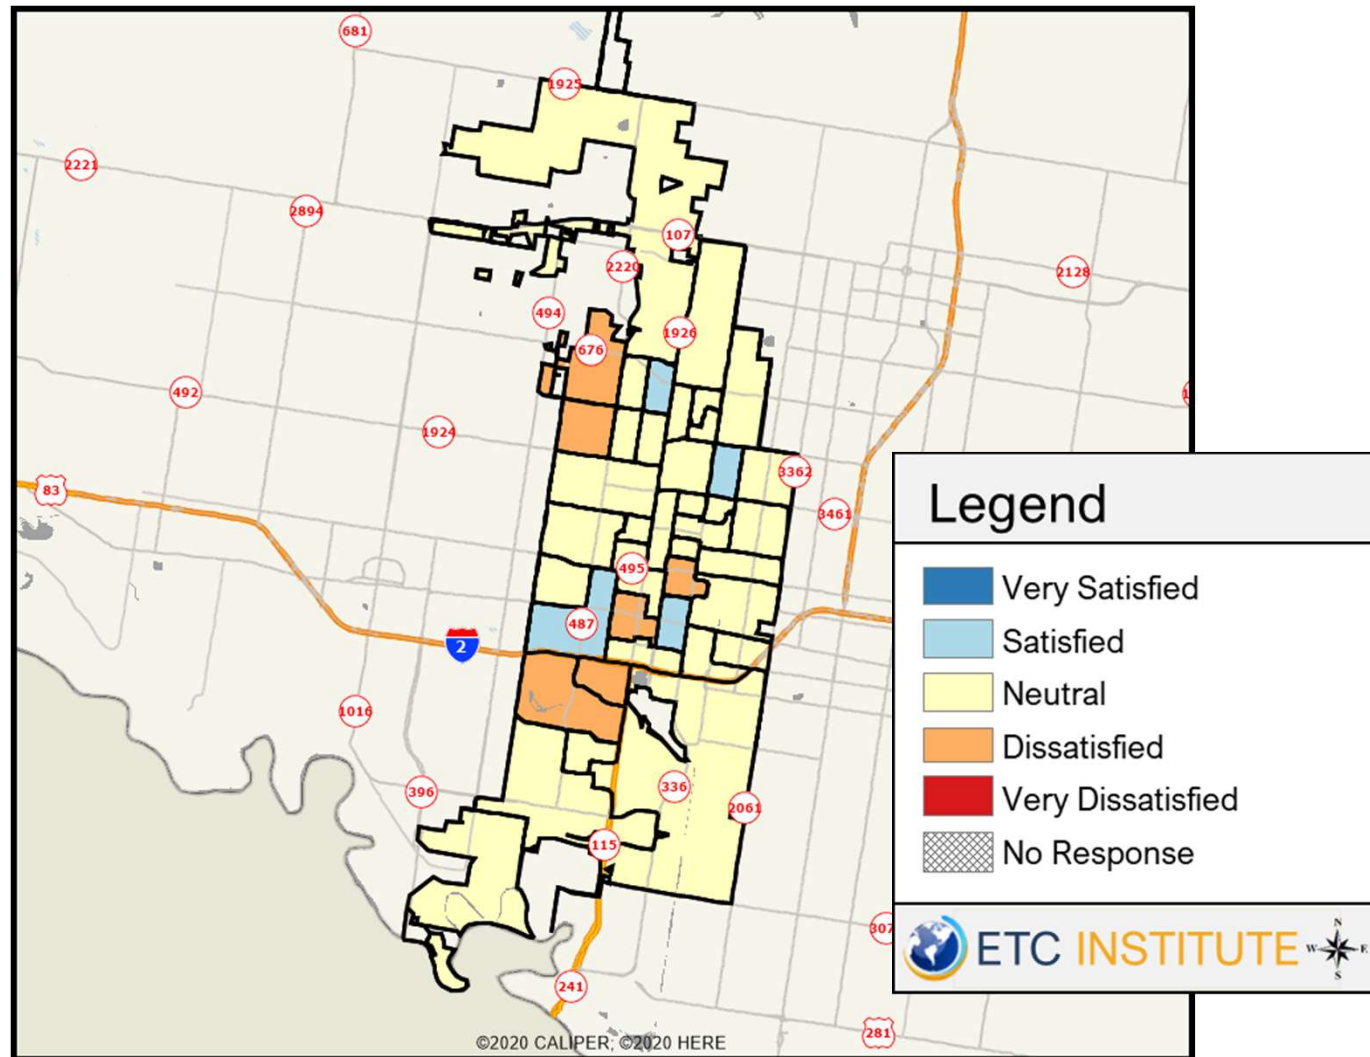 681
1925
2221
2894
107
2220
2128
494
1926
676
492
1924
3362
83
3461
495
487
2
1016
336
396
2061
115
307
241
281
©2020 CALIPER; ©2020 HERE
Legend
Very Satisfied
Satisfied
Neutral
Dissatisfied
Very Dissatisfied
No Response
ETC INSTITUTE
N
W
E
S